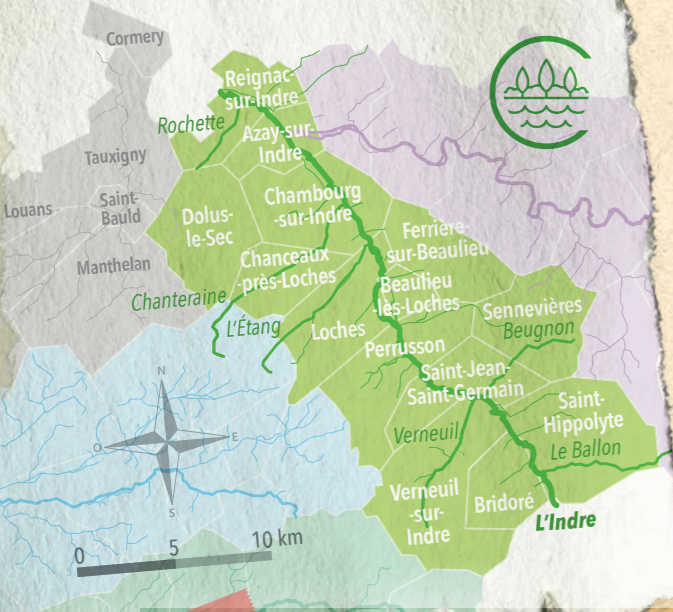 Cormery
Reignac
-sur-Indre
Rochette
Azay-sur-
Indre
Tauxigny
Chambourg
-sur-Indre
Saint-
Bauld
Louans
Dolus-
le-Sec
Ferrière-
sur-Beaulieu
Manthelan
Chanceaux
-près-Loches
Beaulieu
-lès-Loches
Chanteraine
L'Étang
Loches
Sennevières
Beugnon
Perrusson
Saint-Jean-
Saint-Germain
N
O
E
S
Saint-
Hippolyte
Verneuil
Le Ballon
Verneuil
-sur-
Indre
Bridoré
L'Indre
0 5 10 km